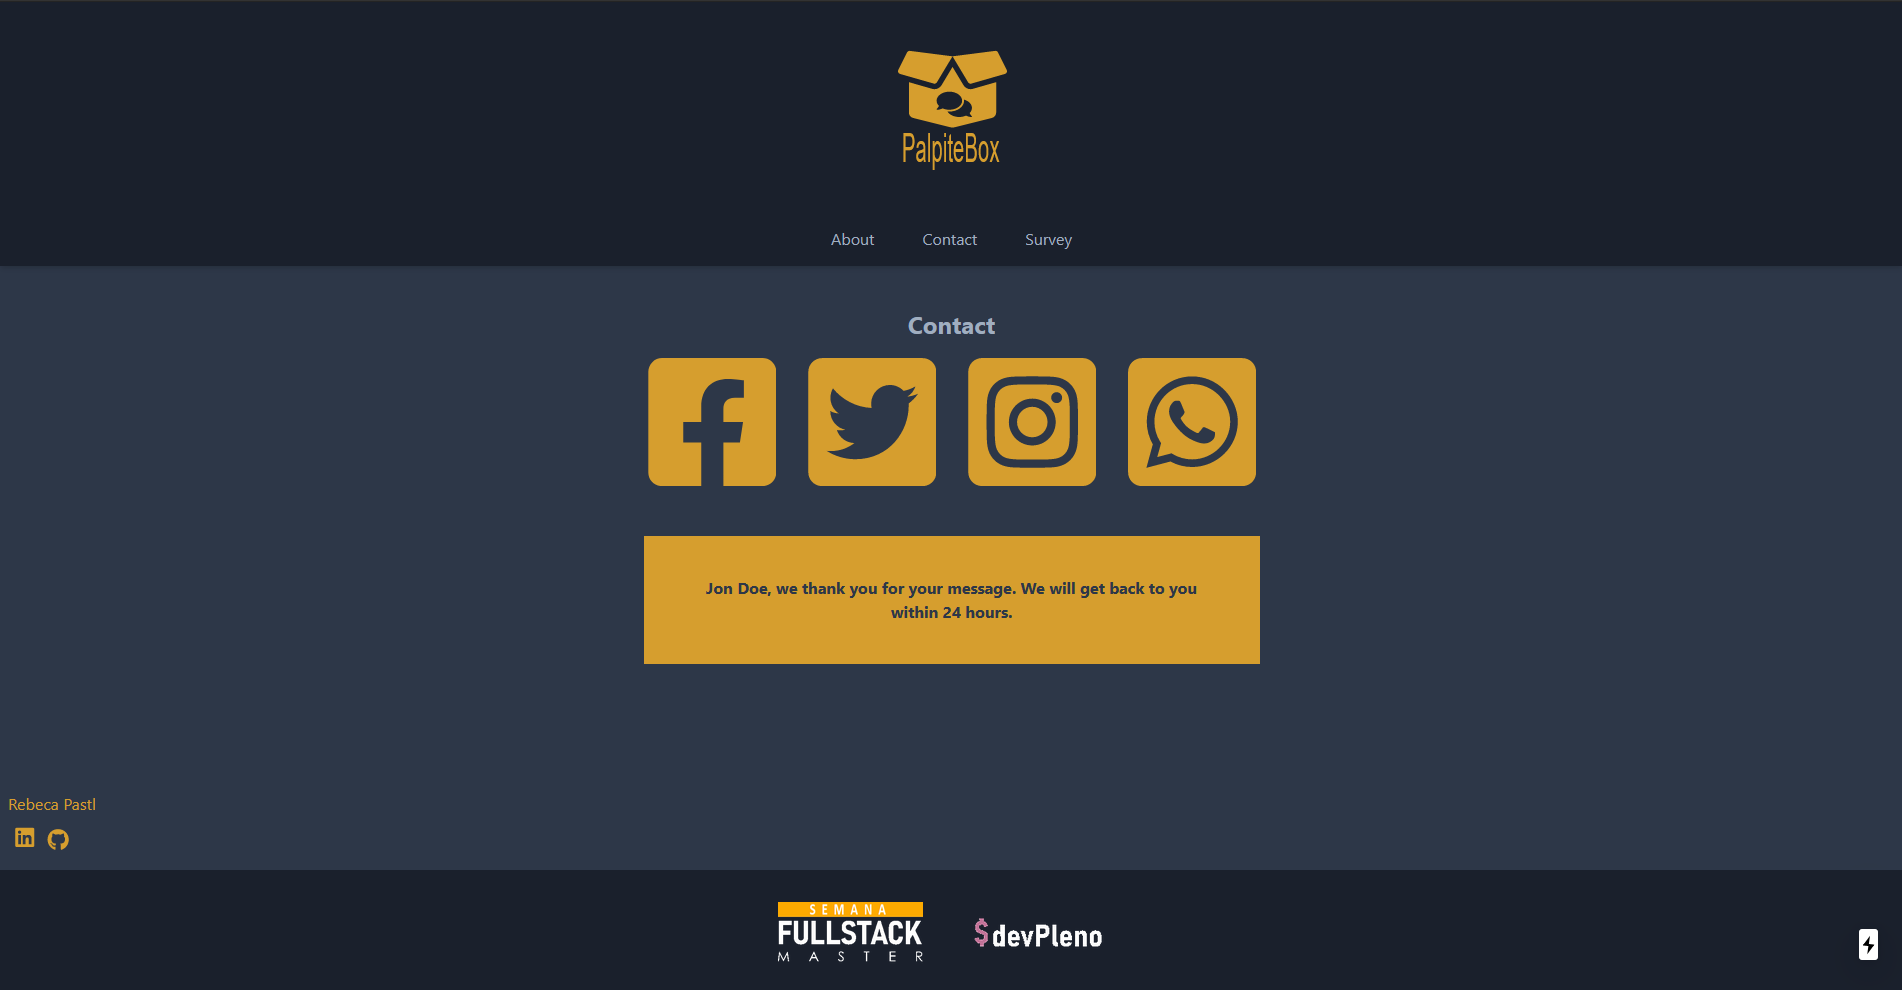 PalpiteBox
About Contact Survey
Contact
Jon Doe, we thank you for your message. We will get back to you
within 24 hours.
Rebeca Pastl
in
SEMANA
FULLSTACK
MASTER
$devPleno